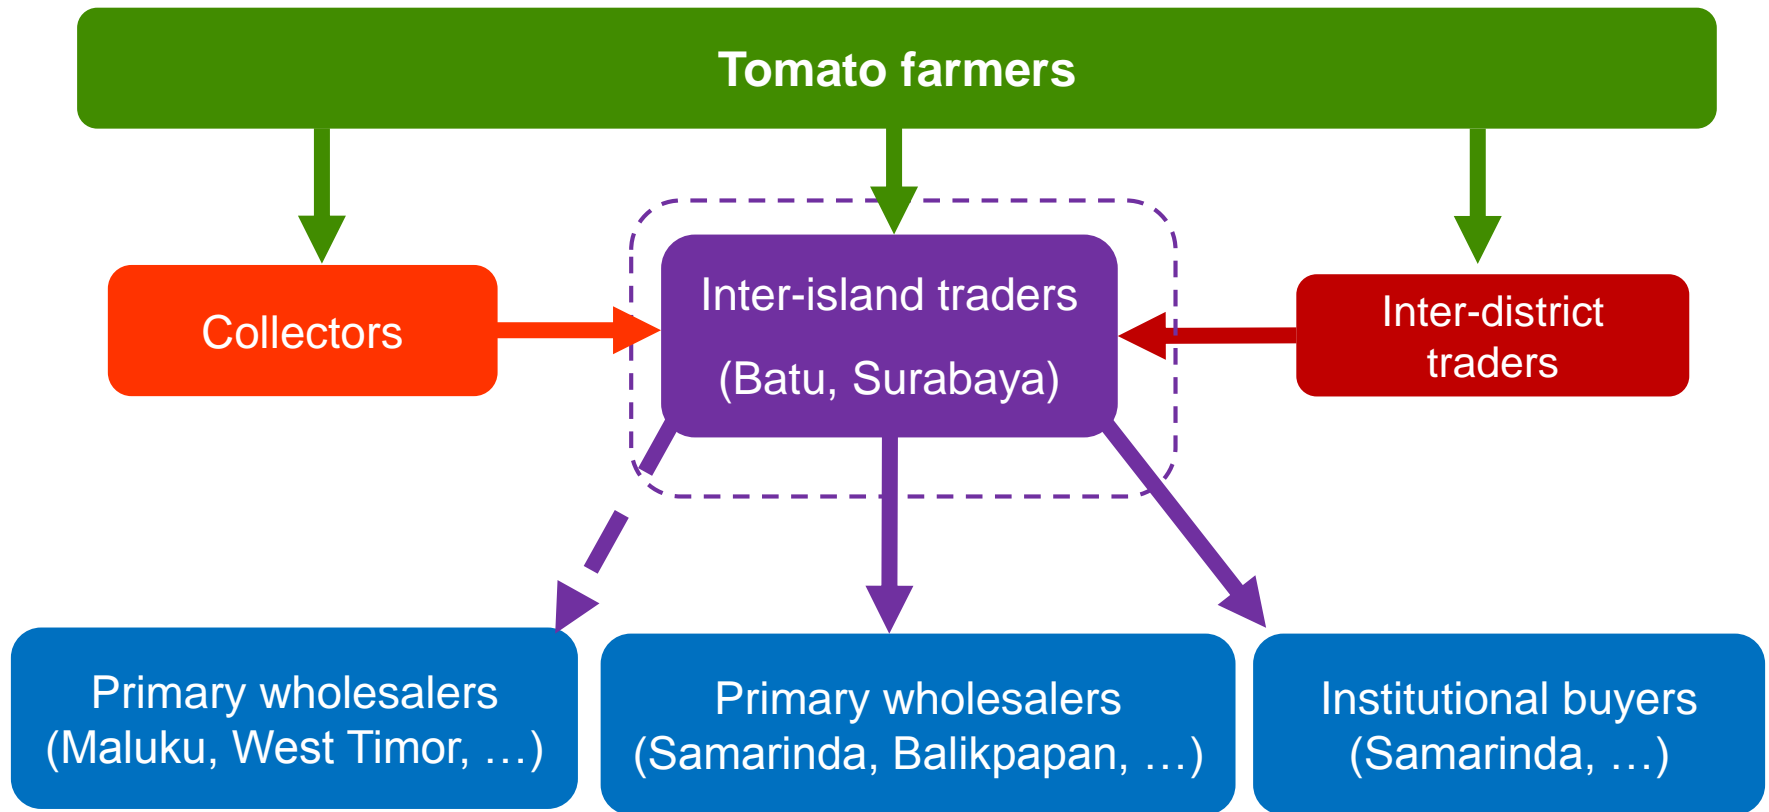 Tomato farmers
Collectors
Inter-island traders
(Batu, Surabaya)
Inter-district
traders
Primary wholesalers
(Maluku, West Timor, …)
Primary wholesalers
(Samarinda, Balikpapan, …)
Institutional buyers
(Samarinda, …)